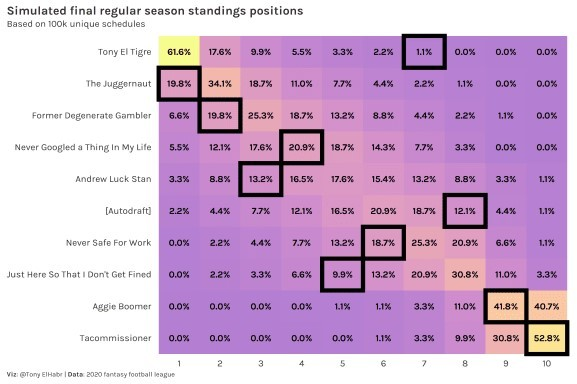 Simulated final regular season standings positions
Based on 100k unique schedules
Tony El Tigre 61.6% 17.6% 9.9% 5.5% 3.3% 2.2% 1.1% 0.0% 0.0% 0.0%
The Juggernaut 19.8% 34.1% 18.7% 11.0% 7.7% 4.4% 2.2% 1.1% 0.0% 0.0%
Former Degenerate Gambler 6.6% 19.8% 25.3% 18.7% 13.2% 8.8% 4.4% 2.2% 1.1% 0.0%
Never Googled a Thing In My Life 5.5% 12.1% 17.6% 20.9% 18.7% 14.3% 7.7% 3.3% 0.0% 0.0%
Andrew Luck Stan 3.3% 8.8% 13.2% 16.5% 17.6% 15.4% 13.2% 8.8% 3.3% 1.1%
[Autodraft] 2.2% 4.4% 7.7% 12.1% 16.5% 20.9% 18.7% 12.1% 4.4% 1.1%
Never Safe For Work 0.0% 2.2% 4.4% 7.7% 13.2% 18.7% 25.3% 20.9% 6.6% 1.1%
Just Here So That I Don't Get Fined 0.0% 2.2% 3.3% 6.6% 9.9% 13.2% 20.9% 30.8% 11.0% 3.3%
Aggie Boomer 0.0% 0.0% 0.0% 0.0% 1.1% 1.1% 3.3% 11.0% 41.8% 40.7%
Tacommissioner 0.0% 0.0% 0.0% 0.0% 0.0% 1.1% 3.3% 9.9% 30.8% 52.8%
1 2 3 4 5 6 7 8 9 10
Viz: @Tony ElHabr | Data: 2020 fantasy football league